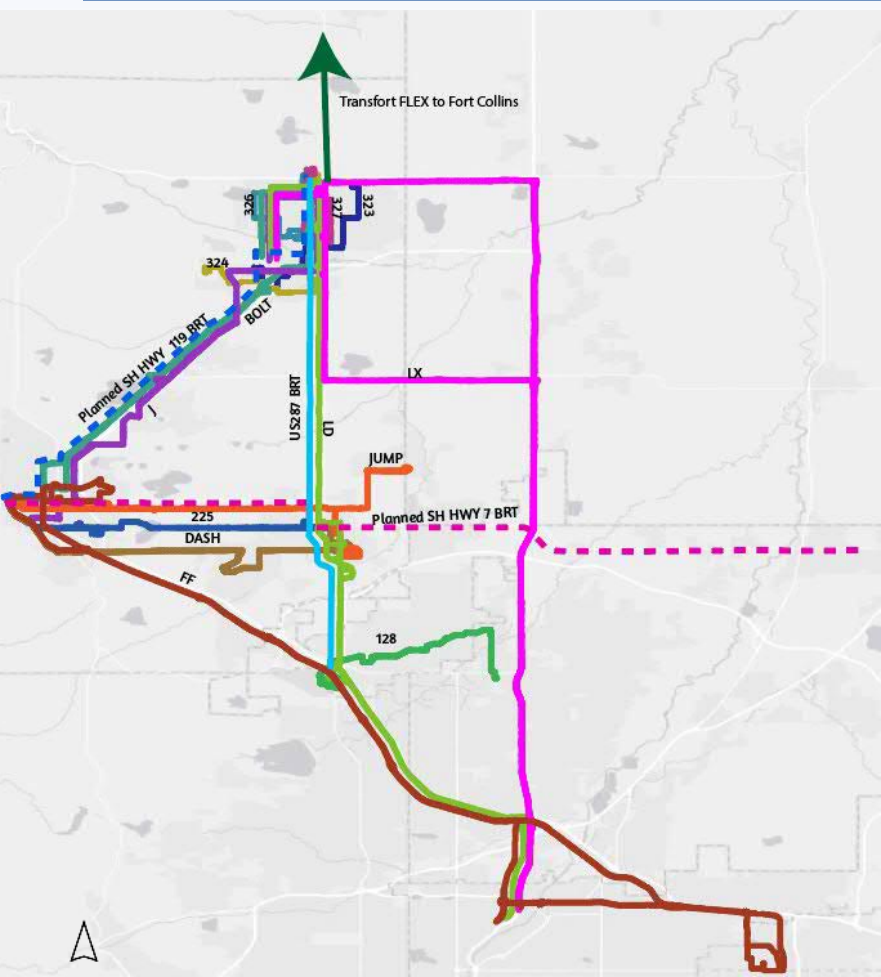 Transfort FLEX to Fort Collins
326
327
323
324
BOLT
Planned SH HWY 119 BRT
J
LX
US287 BRT
LD
JUMP
225
Planned SH HWY 7 BRT
DASH
FF
128